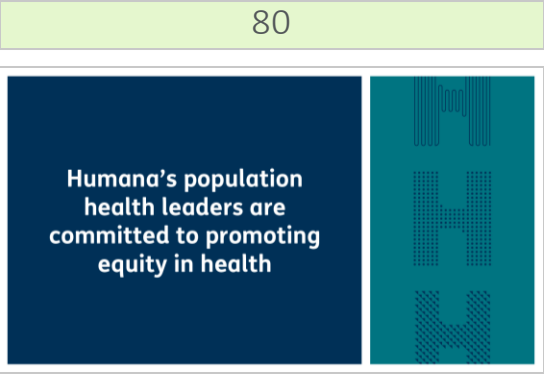 80
Humana’s population
health leaders are
committed to promoting
equity in health
H
H
H